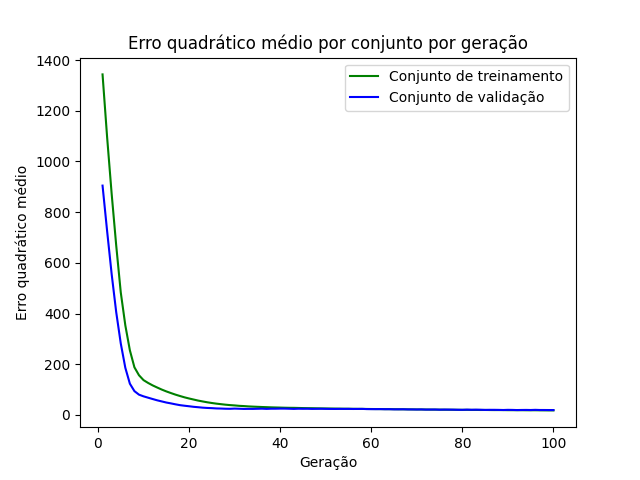 Erro quadrático médio por conjunto por geração
Conjunto de treinamento
Conjunto de validação
Erro quadrático médio
1400
1200
1000
800
600
400
200
0
0 20 40 60 80 100
Geração